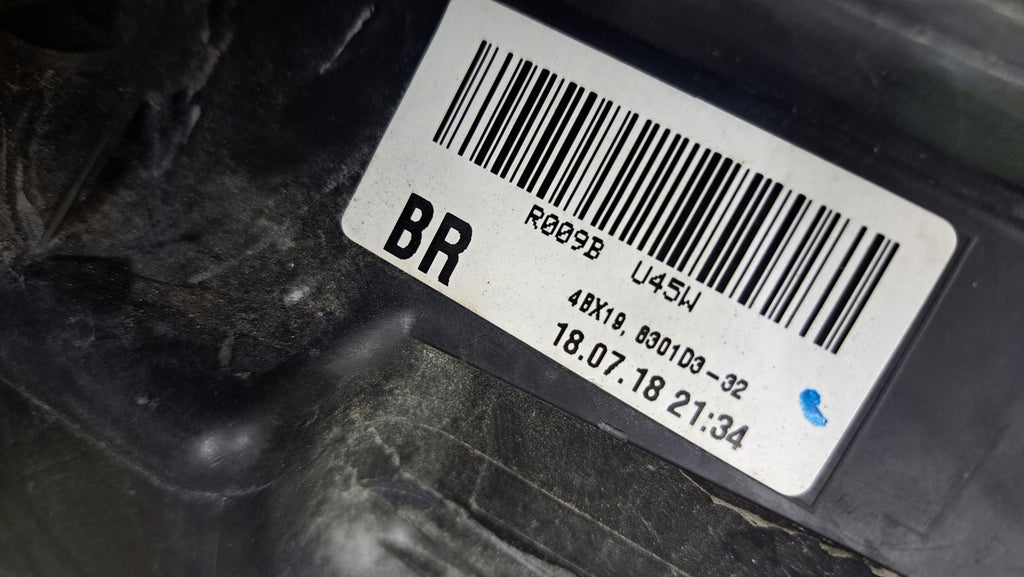 R009B U45W
BR
4BX19, 8301D3-32
18.07.18 21:34